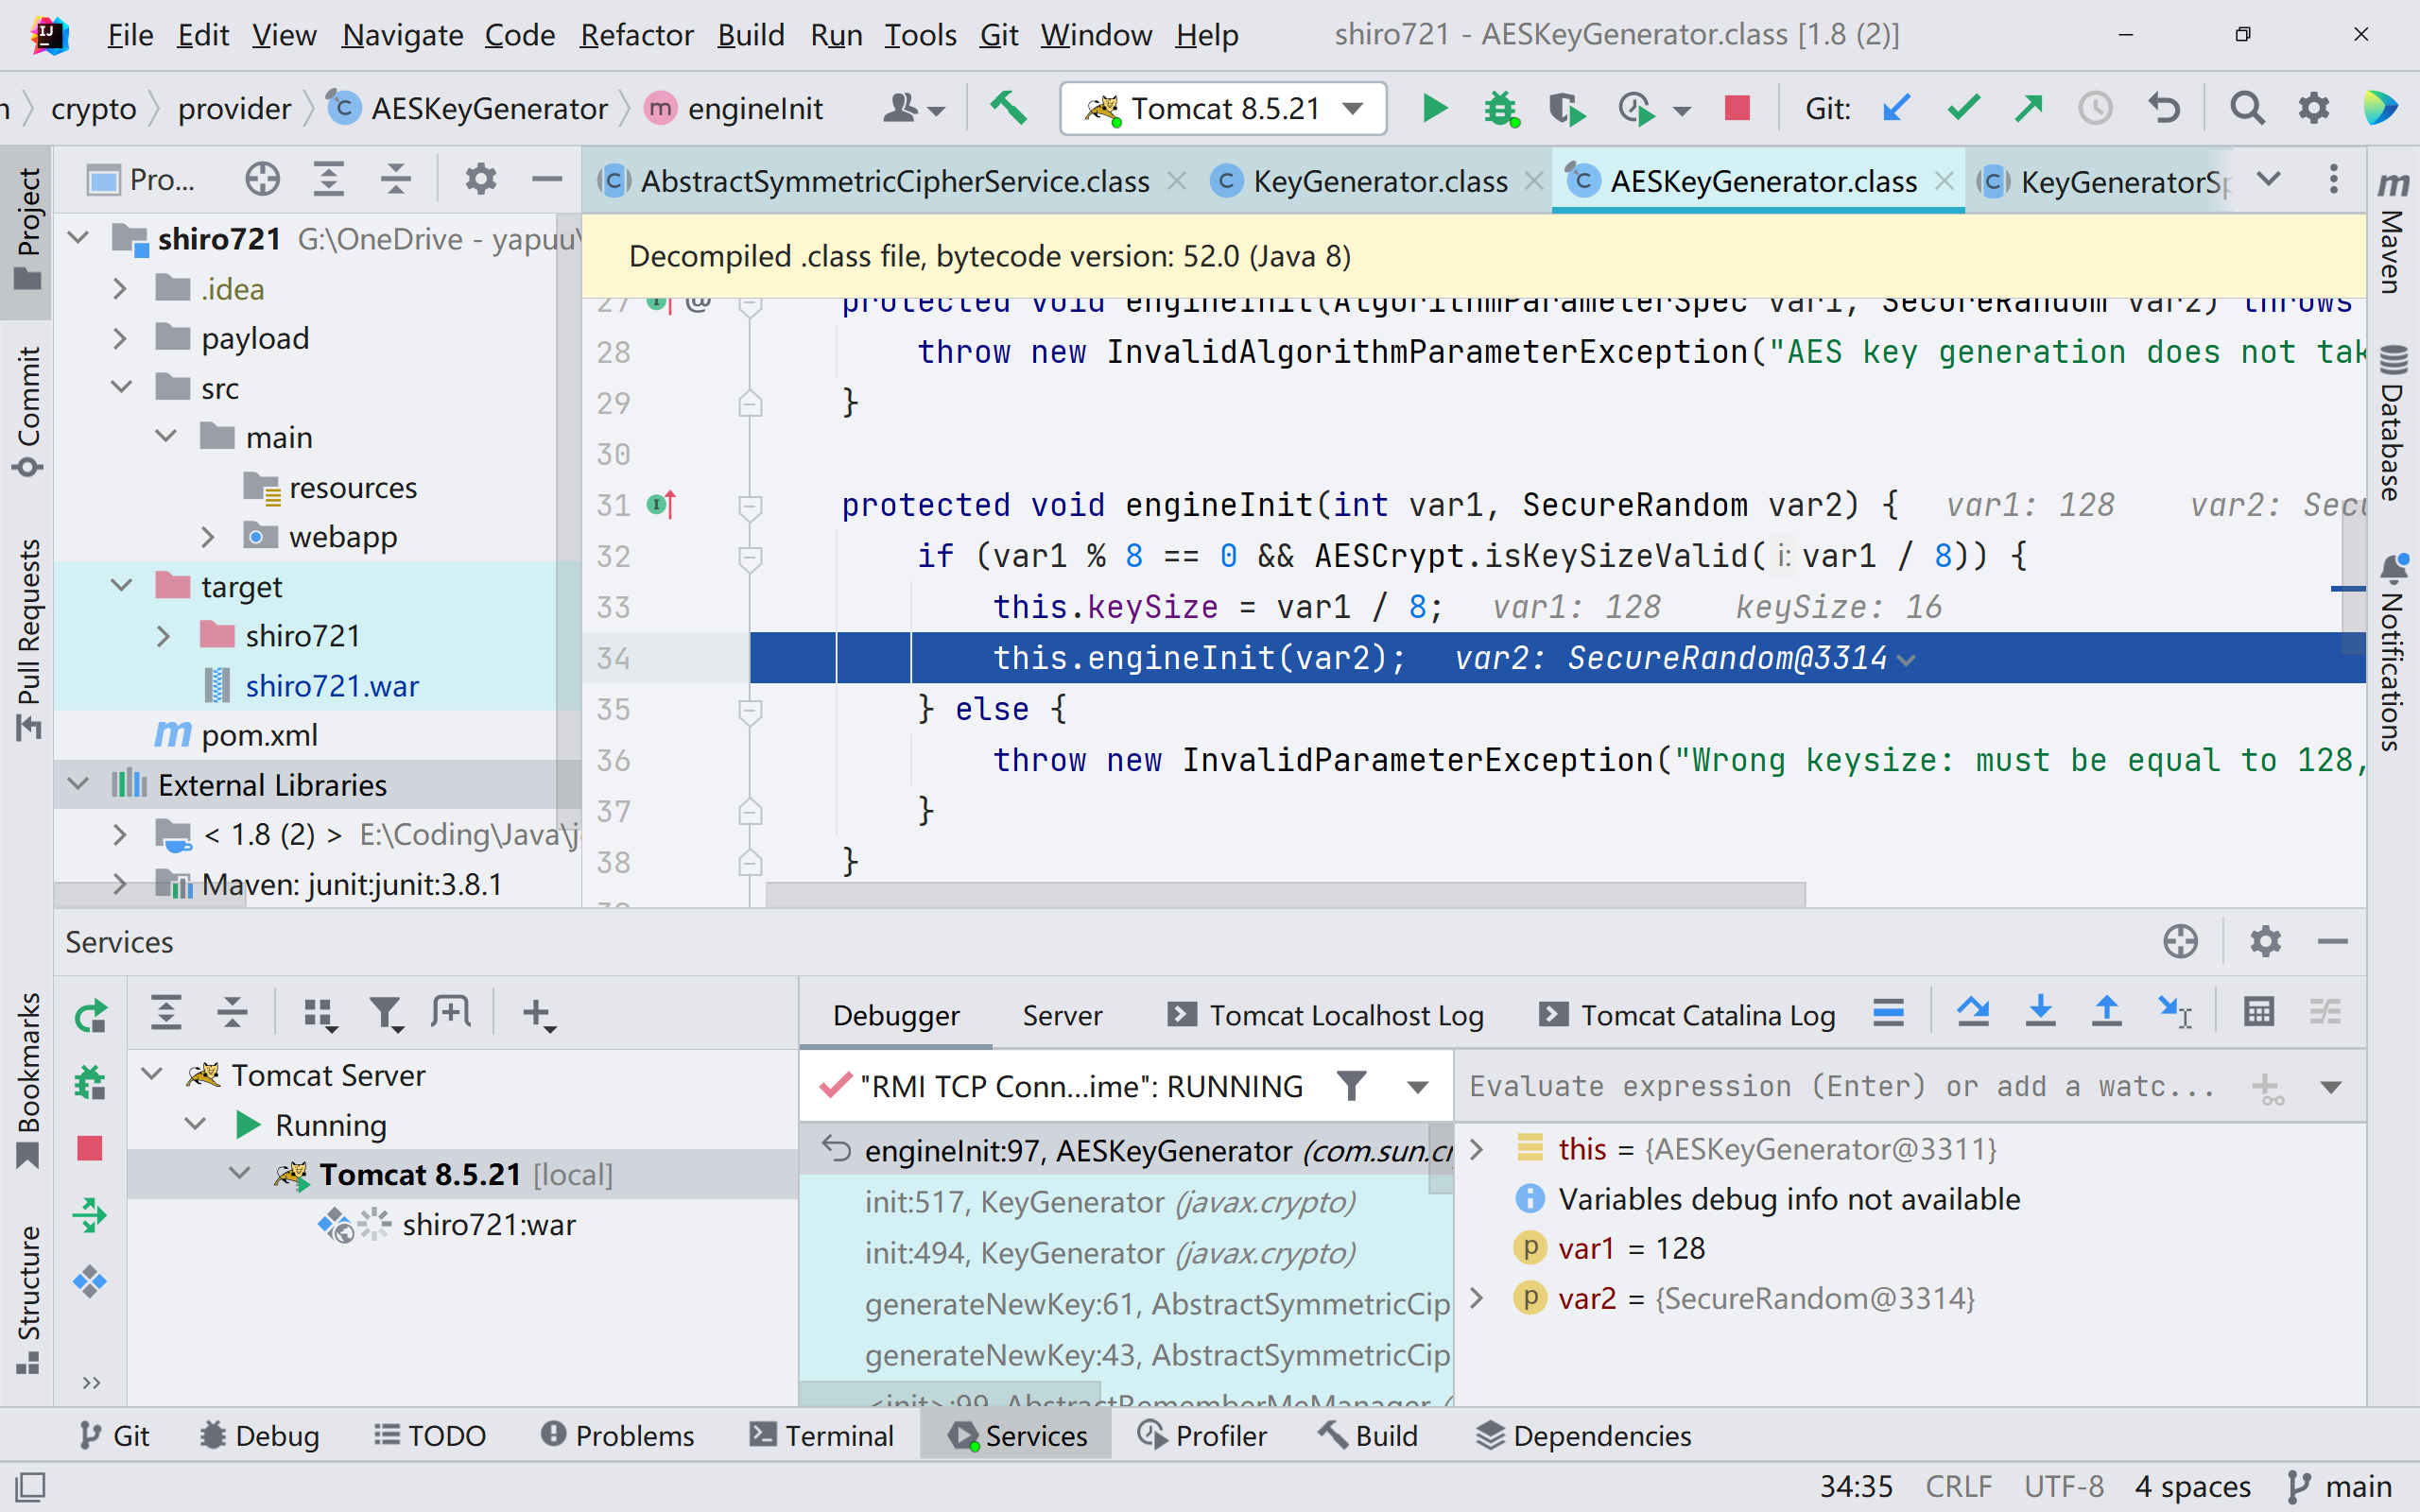 File Edit View Navigate Code Refactor Build Run Tools Git Window Help shiro721 - AESKeyGenerator.class [1.8 (2)]
crypto provider AESKeyGenerator m engineInit Tomcat 8.5.21 Git:
Pro... AbstractSymmetricCipherService.class KeyGenerator.class AESKeyGenerator.class KeyGeneratorSp
Project
Commit
Pull Requests
Bookmarks
Structure
shiro721 G:\OneDrive - yapuu\
.idea
payload
src
main
resources
webapp
target
shiro721
shiro721.war
pom.xml
External Libraries
< 1.8 (2) > E:\Coding\Java\j
Maven: junit:junit:3.8.1
Decompiled .class file, bytecode version: 52.0 (Java 8)
27 protected void engineInit(AlgorithmParameterSpec var1, SecureRandom var2) throws
28 throw new InvalidAlgorithmParameterException("AES key generation does not tak
29 }
30
31 protected void engineInit(int var1, SecureRandom var2) { var1: 128 var2: Secu
32 if (var1 % 8 == 0 && AESCrypt.isKeySizeValid( i: var1 / 8)) {
33 this.keySize = var1 / 8; var1: 128 keySize: 16
34 this.engineInit(var2); var2: SecureRandom@3314
35 } else {
36 throw new InvalidParameterException("Wrong keysize: must be equal to 128,
37 }
38 }
Maven
Database
Notifications
Services
Tomcat Server
Running
Tomcat 8.5.21 [local]
shiro721:war
Debugger Server Tomcat Localhost Log Tomcat Catalina Log
"RMI TCP Conn...ime": RUNNING
engineInit:97, AESKeyGenerator (com.sun.cr
init:517, KeyGenerator (javax.crypto)
init:494, KeyGenerator (javax.crypto)
generateNewKey:61, AbstractSymmetricCip
generateNewKey:43, AbstractSymmetricCip
<init>:99, AbstractRememberMeManager (
Evaluate expression (Enter) or add a watc...
this = {AESKeyGenerator@3311}
Variables debug info not available
p var1 = 128
p var2 = {SecureRandom@3314}
Git Debug TODO Problems Terminal Services Profiler Build Dependencies
34:35 CRLF UTF-8 4 spaces main